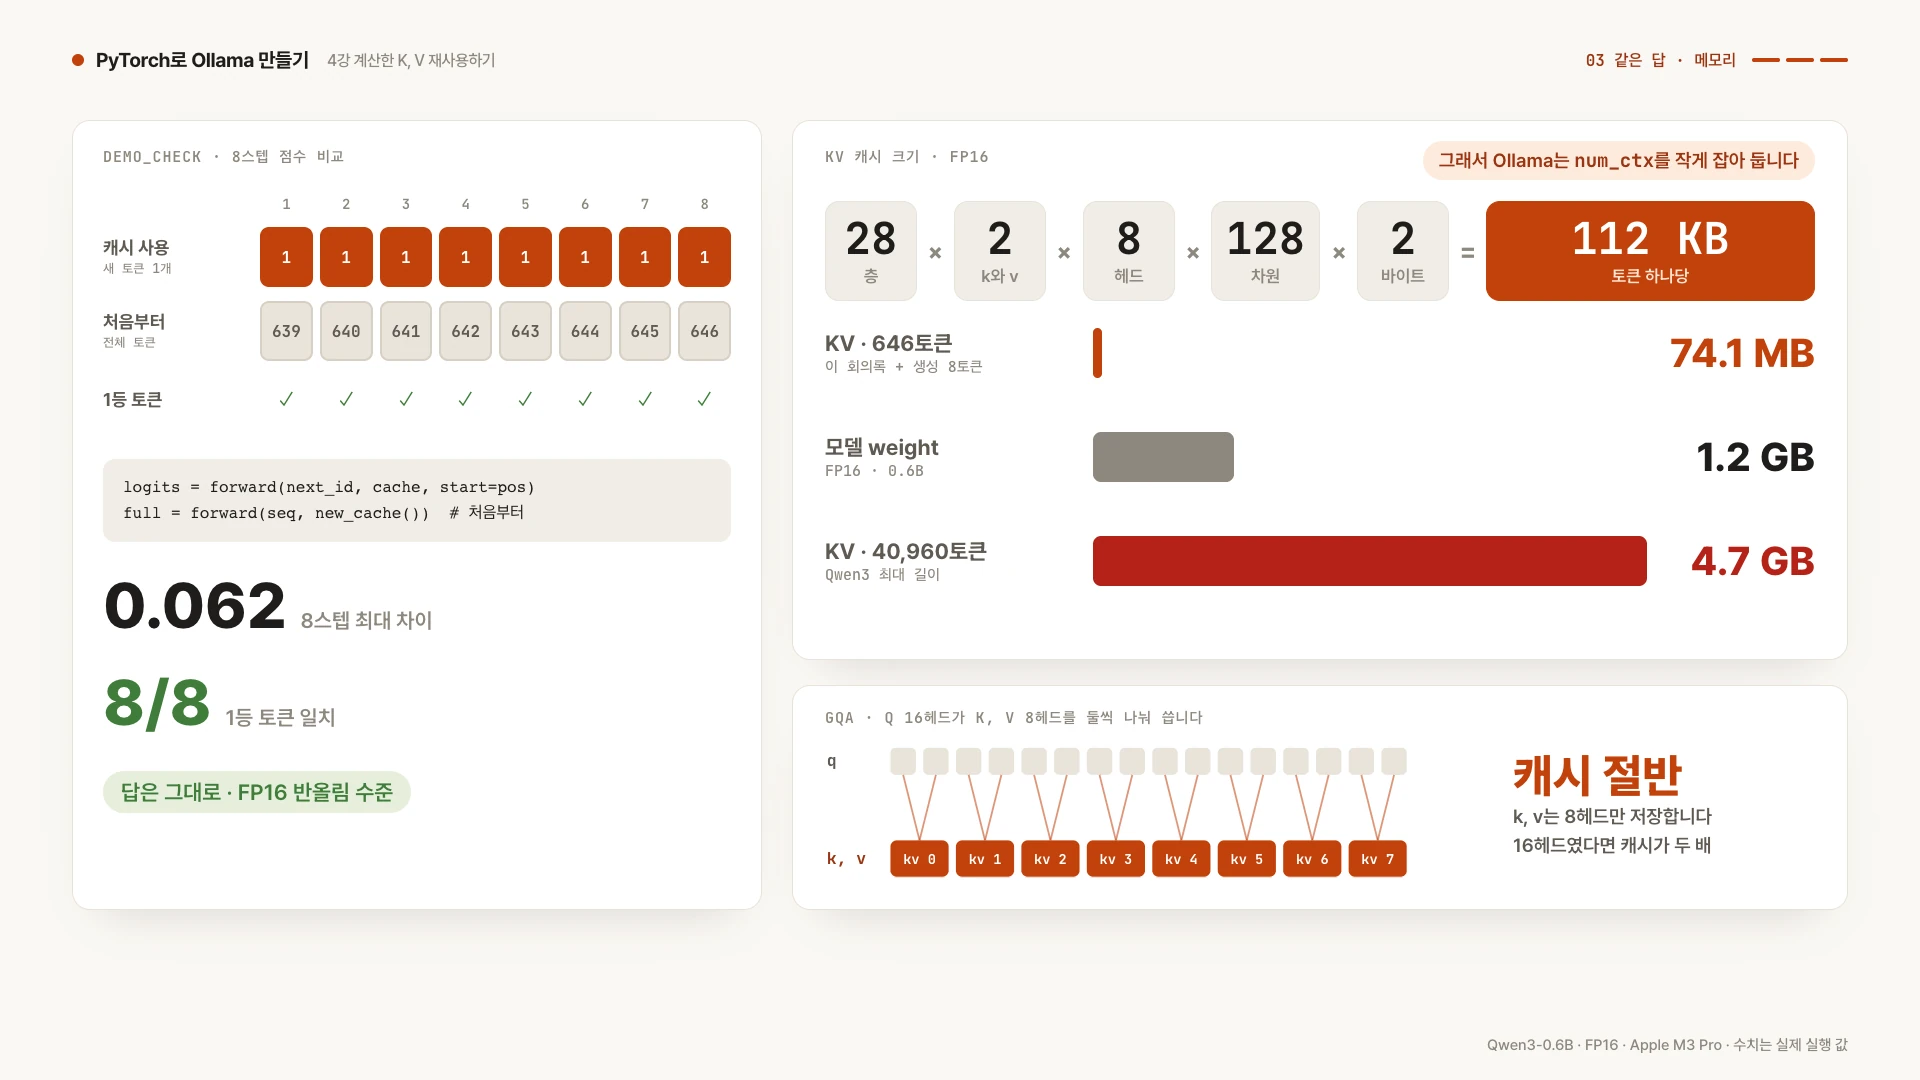 PyTorch로 Ollama 만들기 4강 계산한 K, V 재사용하기
03 같은 답 · 메모리
DEMO_CHECK · 8스텝 점수 비교
1 2 3 4 5 6 7 8
캐시 사용
새 토큰 1개
1 1 1 1 1 1 1 1
처음부터
전체 토큰
639 640 641 642 643 644 645 646
1등 토큰
✓ ✓ ✓ ✓ ✓ ✓ ✓ ✓
logits = forward(next_id, cache, start=pos)
full = forward(seq, new_cache()) # 처음부터
0.062 8스텝 최대 차이
8/8 1등 토큰 일치
답은 그대로 · FP16 반올림 수준
KV 캐시 크기 · FP16
그래서 Ollama는 num_ctx를 작게 잡아 둡니다
28 × 2 × 8 × 128 × 2 = 112 KB
층 k와 v 헤드 차원 바이트 토큰 하나당
KV · 646토큰
이 회의록 + 생성 8토큰
74.1 MB
모델 weight
FP16 · 0.6B
1.2 GB
KV · 40,960토큰
Qwen3 최대 길이
4.7 GB
GQA · Q 16헤드가 K, V 8헤드를 둘씩 나눠 씁니다
q
k, v
kv 0 kv 1 kv 2 kv 3 kv 4 kv 5 kv 6 kv 7
캐시 절반
k, v는 8헤드만 저장합니다
16헤드였다면 캐시가 두 배
Qwen3-0.6B · FP16 · Apple M3 Pro · 수치는 실제 실행 값